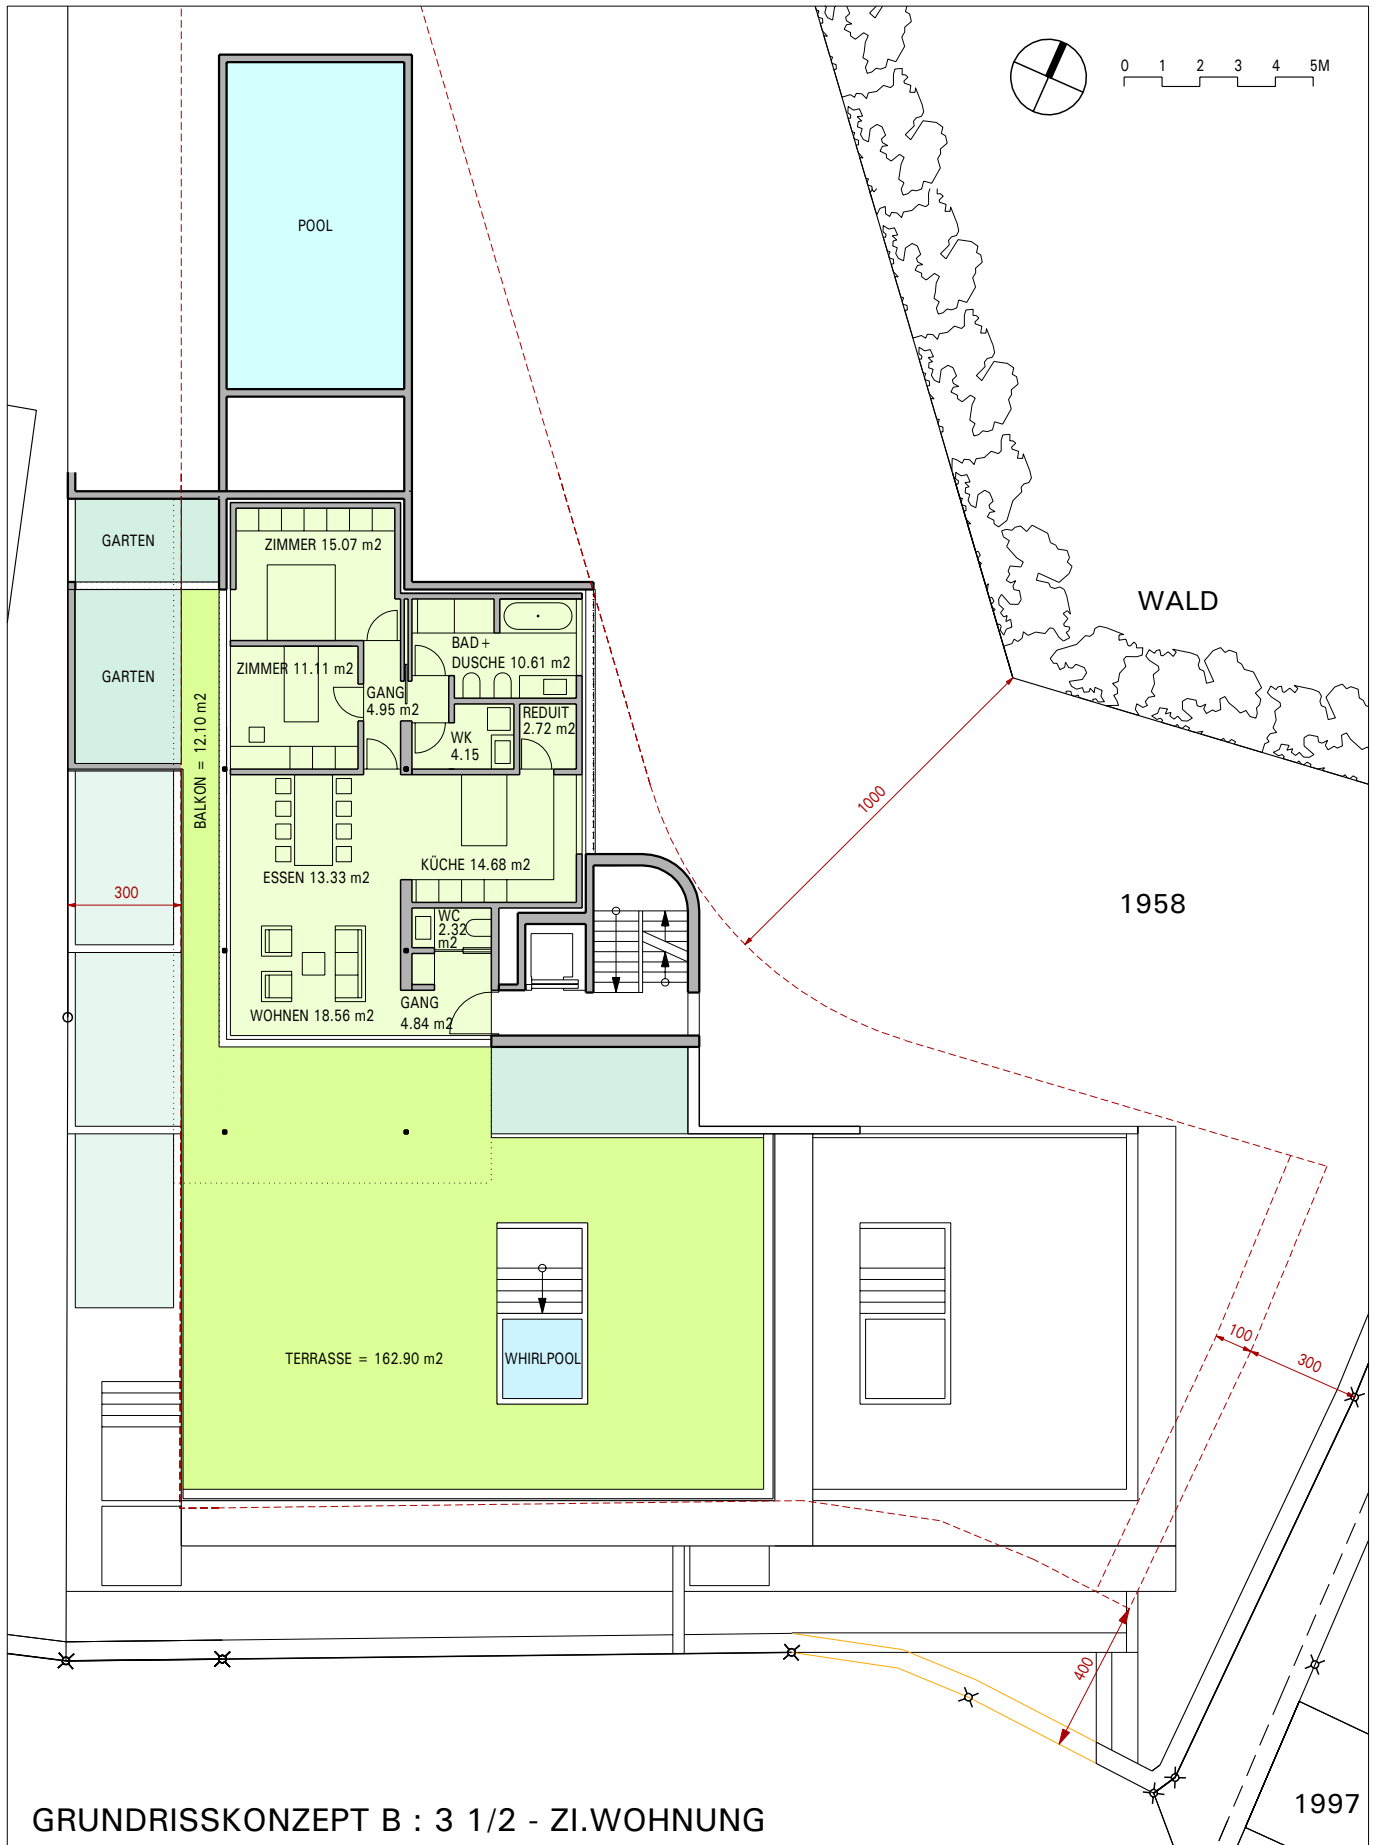 0 1 2 3 4 5M
POOL
GARTEN
ZIMMER 15.07 m2
WALD
BAD +
DUSCHE 10.61 m2
GARTEN
ZIMMER 11.11 m2
GANG
4.95 m2
REDUIT
2.72 m2
WK
4.15
BALKON = 12.10 m2
1000
KÜCHE 14.68 m2
ESSEN 13.33 m2
300
1958
WC
2.32
m2
GANG
4.84 m2
WOHNEN 18.56 m2
100
300
TERRASSE = 162.90 m2
WHIRLPOOL
400
1997
GRUNDRISSKONZEPT B : 3 1/2 - ZI.WOHNUNG